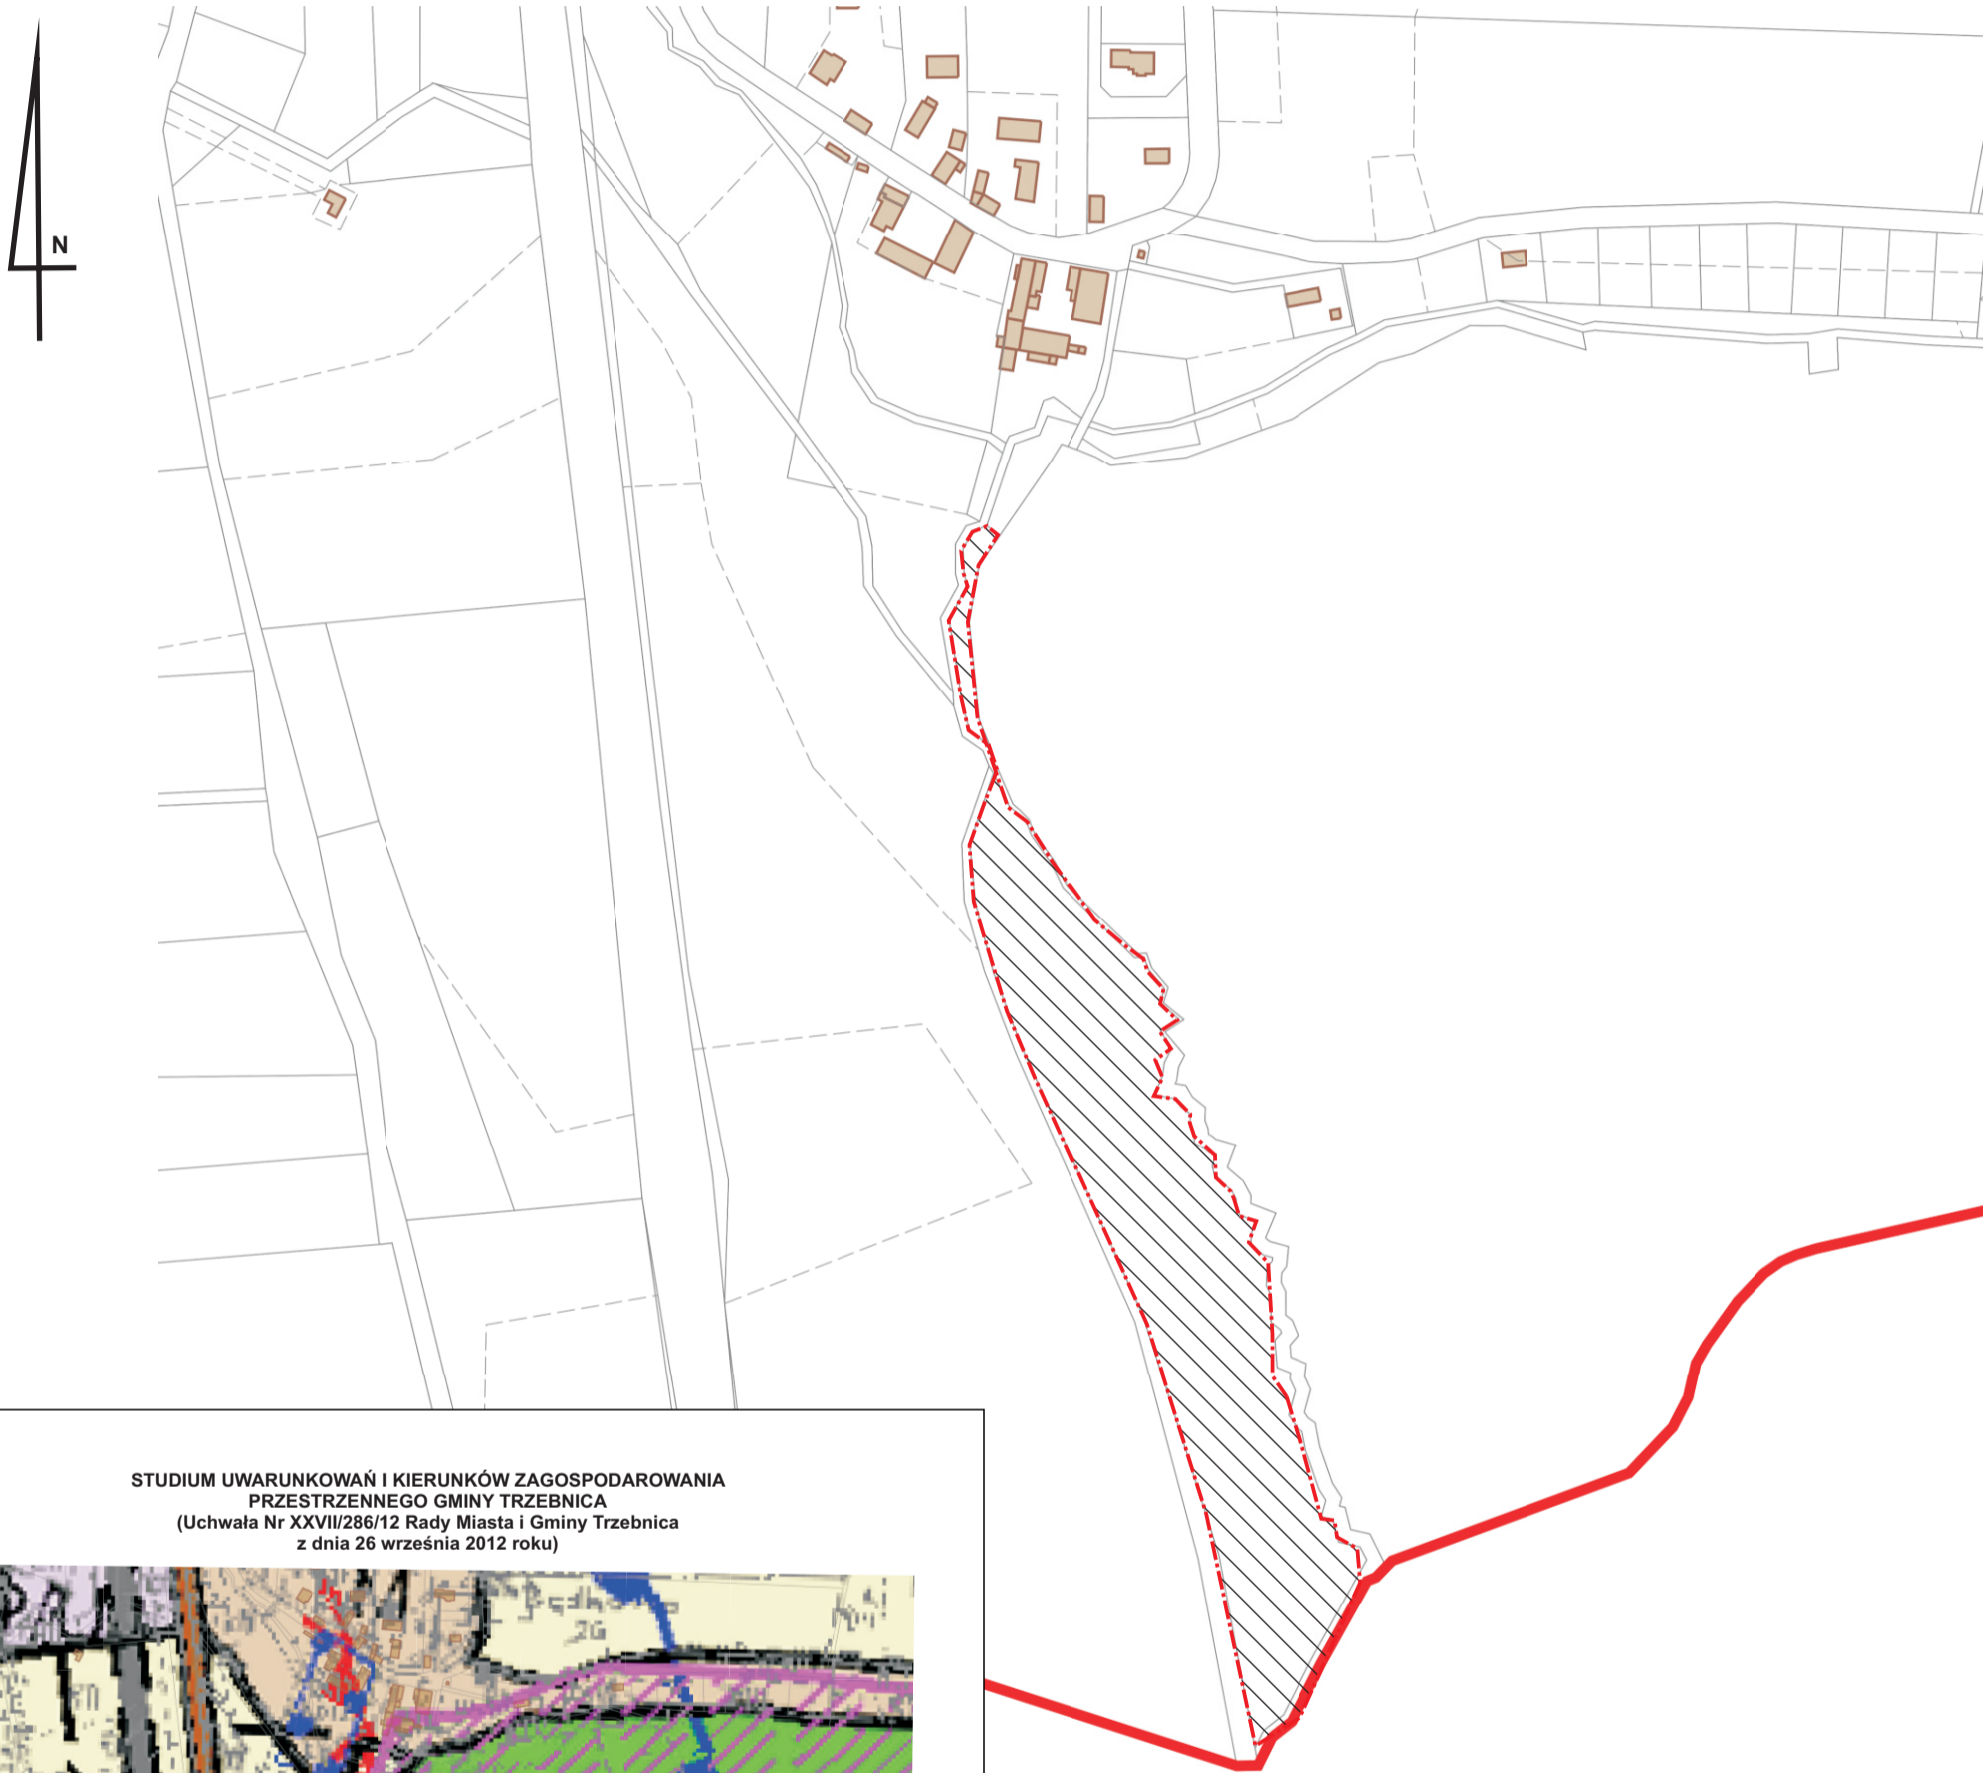 N
STUDIUM UWARUNKOWAŃ I KIERUNKÓW ZAGOSPODAROWANIA
PRZESTRZENNEGO GMINY TRZEBNICA
(Uchwała Nr XXVII/286/12 Rady Miasta i Gminy Trzebnica
z dnia 26 września 2012 roku)